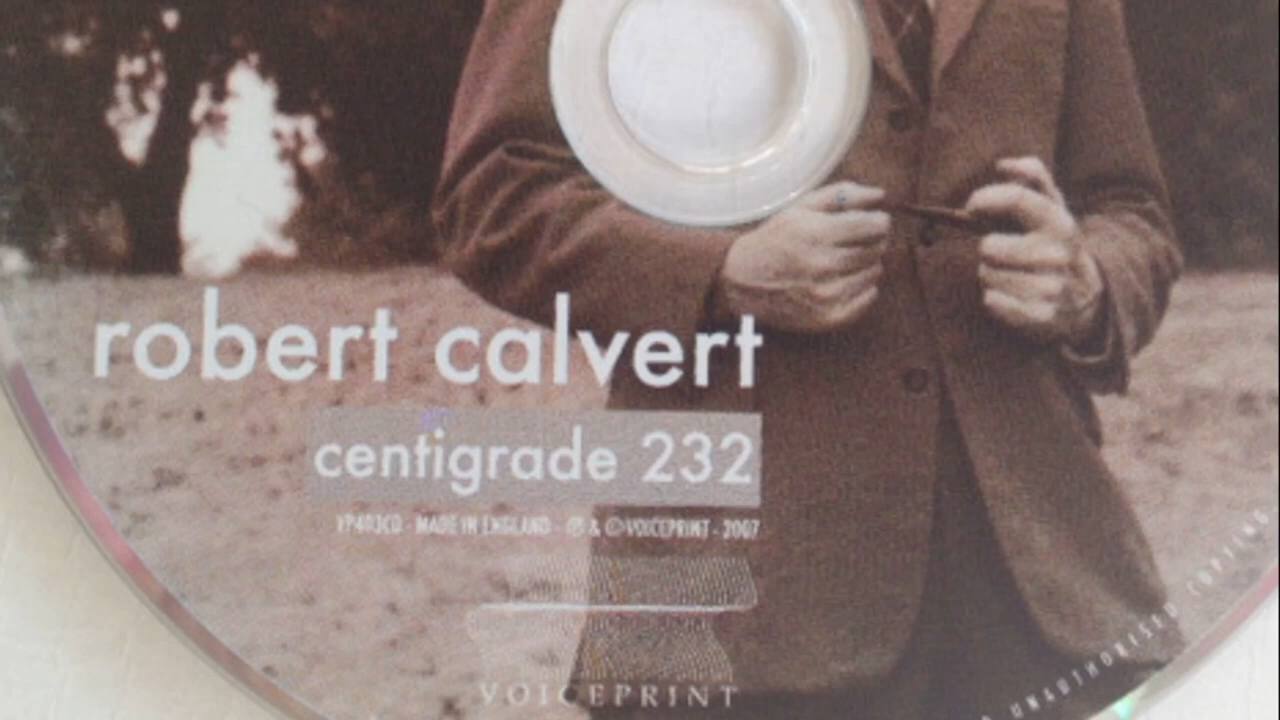 robert calvert
centigrade 232
VP403CD - MADE IN ENGLAND - ℗ & © VOICEPRINT - 2007
VOICEPRINT
UNAUTHORISED COPYING